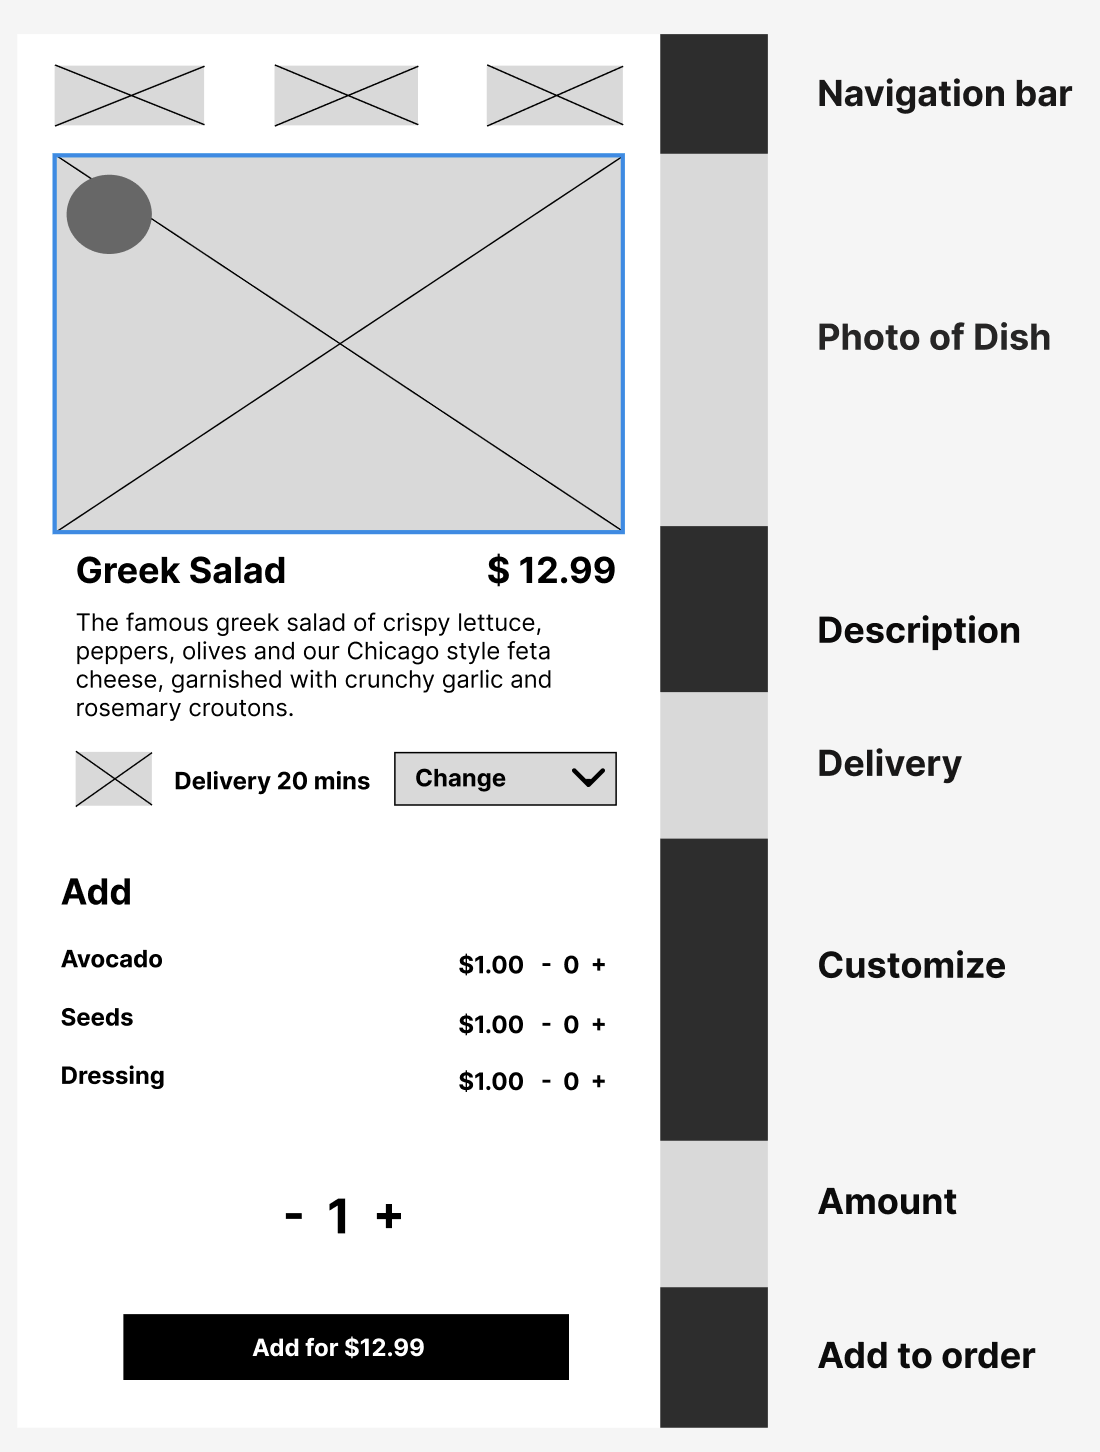 Navigation bar
Photo of Dish
Greek Salad $ 12.99
The famous greek salad of crispy lettuce,
peppers, olives and our Chicago style feta
cheese, garnished with crunchy garlic and
rosemary croutons.
Description
Delivery 20 mins Change
Delivery
Add
Avocado $1.00 - 0 +
Seeds $1.00 - 0 +
Dressing $1.00 - 0 +
Customize
- 1 +
Amount
Add for $12.99
Add to order